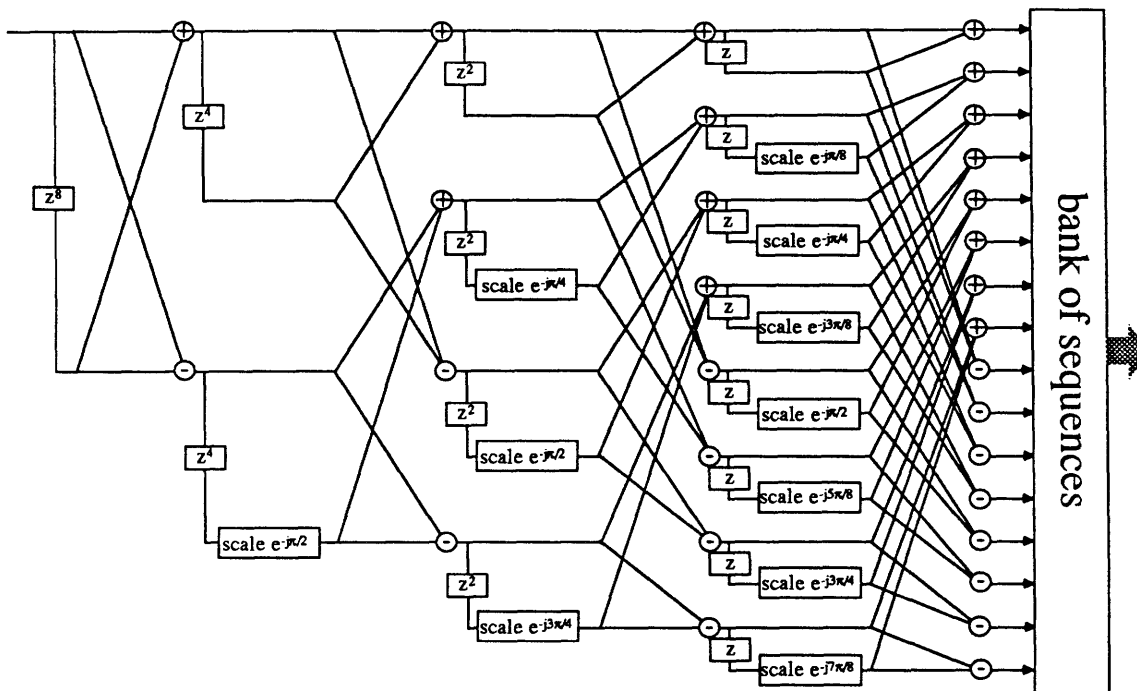 + + + + +
z² z
z⁴ + +
z scale e-jπ/8
z⁸ + + +
z² z scale e-jπ/4
scale e-jπ/4 + +
z scale e-j3π/8
- - - -
z² z scale e-jπ/2
z⁴ scale e-jπ/2 - -
z scale e-j5π/8
scale e-jπ/2 - - -
z² z scale e-j3π/4
scale e-j3π/4 - -
z scale e-j7π/8 -
bank of sequences